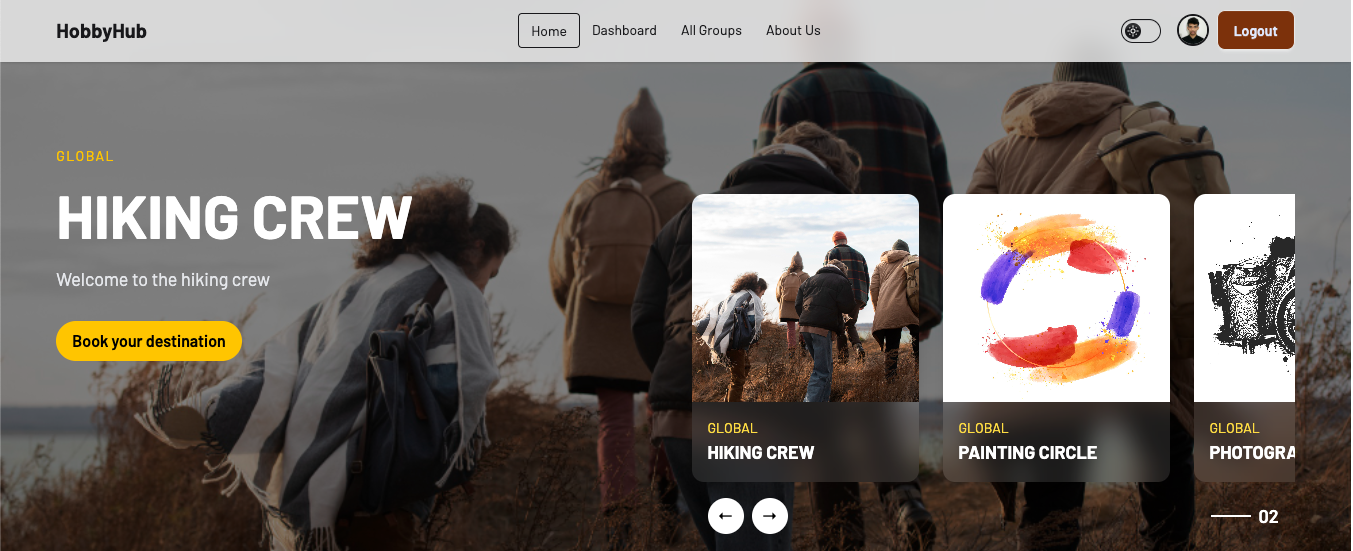 HobbyHub
Home
Dashboard
All Groups
About Us
Logout
GLOBAL
HIKING CREW
Welcome to the hiking crew
Book your destination
GLOBAL
HIKING CREW
GLOBAL
PAINTING CIRCLE
GLOBAL
PHOTOGRA
02